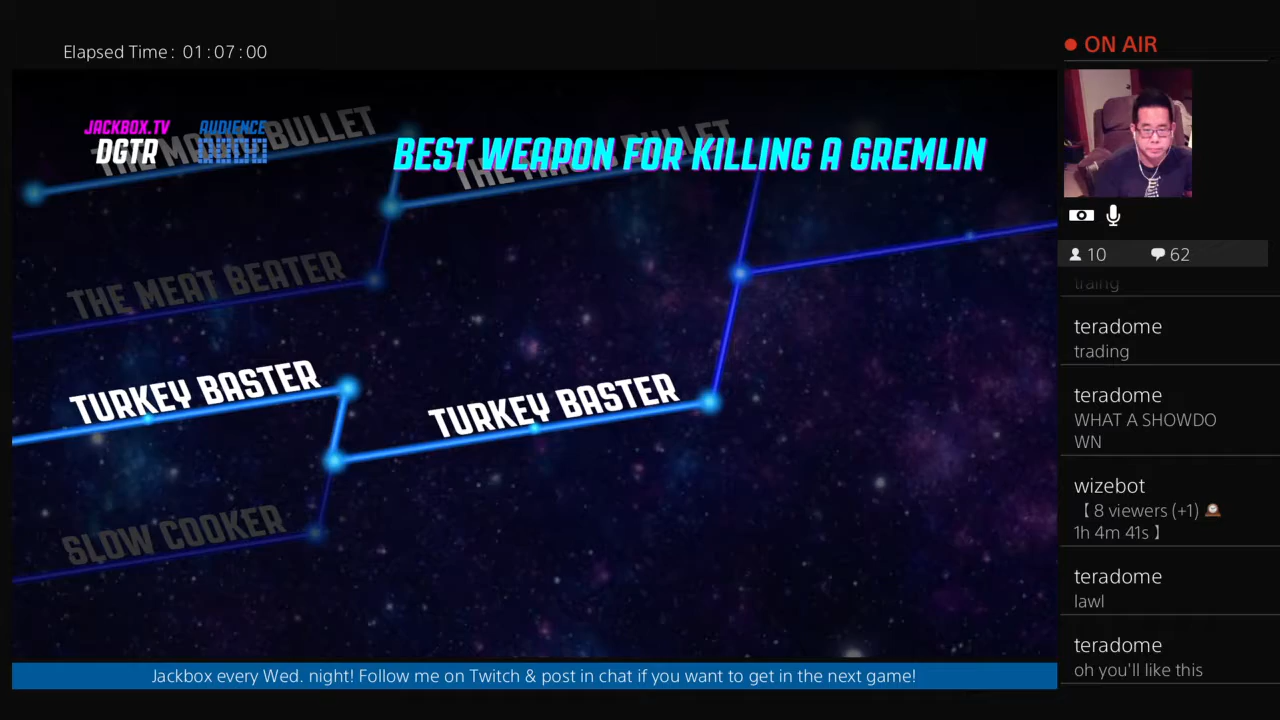 Elapsed Time: 01:07:00
ON AIR
JACKBOX.TV
DGTR
AUDIENCE
BEST WEAPON FOR KILLING A GREMLIN
THE MEAT BEATER
TURKEY BASTER
TURKEY BASTER
SLOW COOKER
10
62
teradome
trading
teradome
WHAT A SHOWDO
WN
wizebot
【 8 viewers (+1) 🕰
1h 4m 41s 】
teradome
lawl
teradome
oh you'll like this
Jackbox every Wed. night! Follow me on Twitch & post in chat if you want to get in the next game!